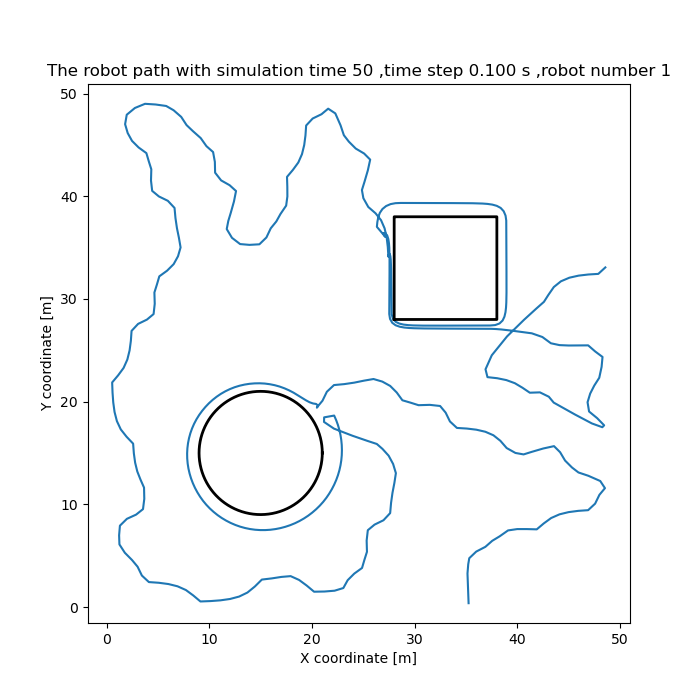 The robot path with simulation time 50 ,time step 0.100 s ,robot number 1
50
40
30
20
10
0
Y coordinate [m]
0 10 20 30 40 50
X coordinate [m]